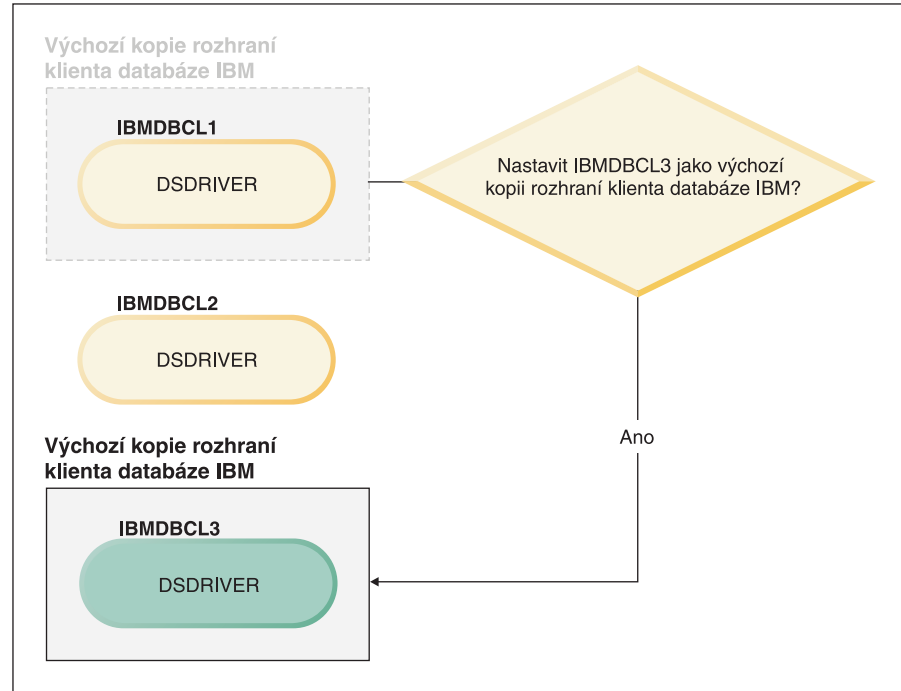 Výchozí kopie rozhraní
klienta databáze IBM
IBMDBCL1
DSDRIVER
Nastavit IBMDBCL3 jako výchozí
kopii rozhraní klienta databáze IBM?
IBMDBCL2
DSDRIVER
Ano
Výchozí kopie rozhraní
klienta databáze IBM
IBMDBCL3
DSDRIVER